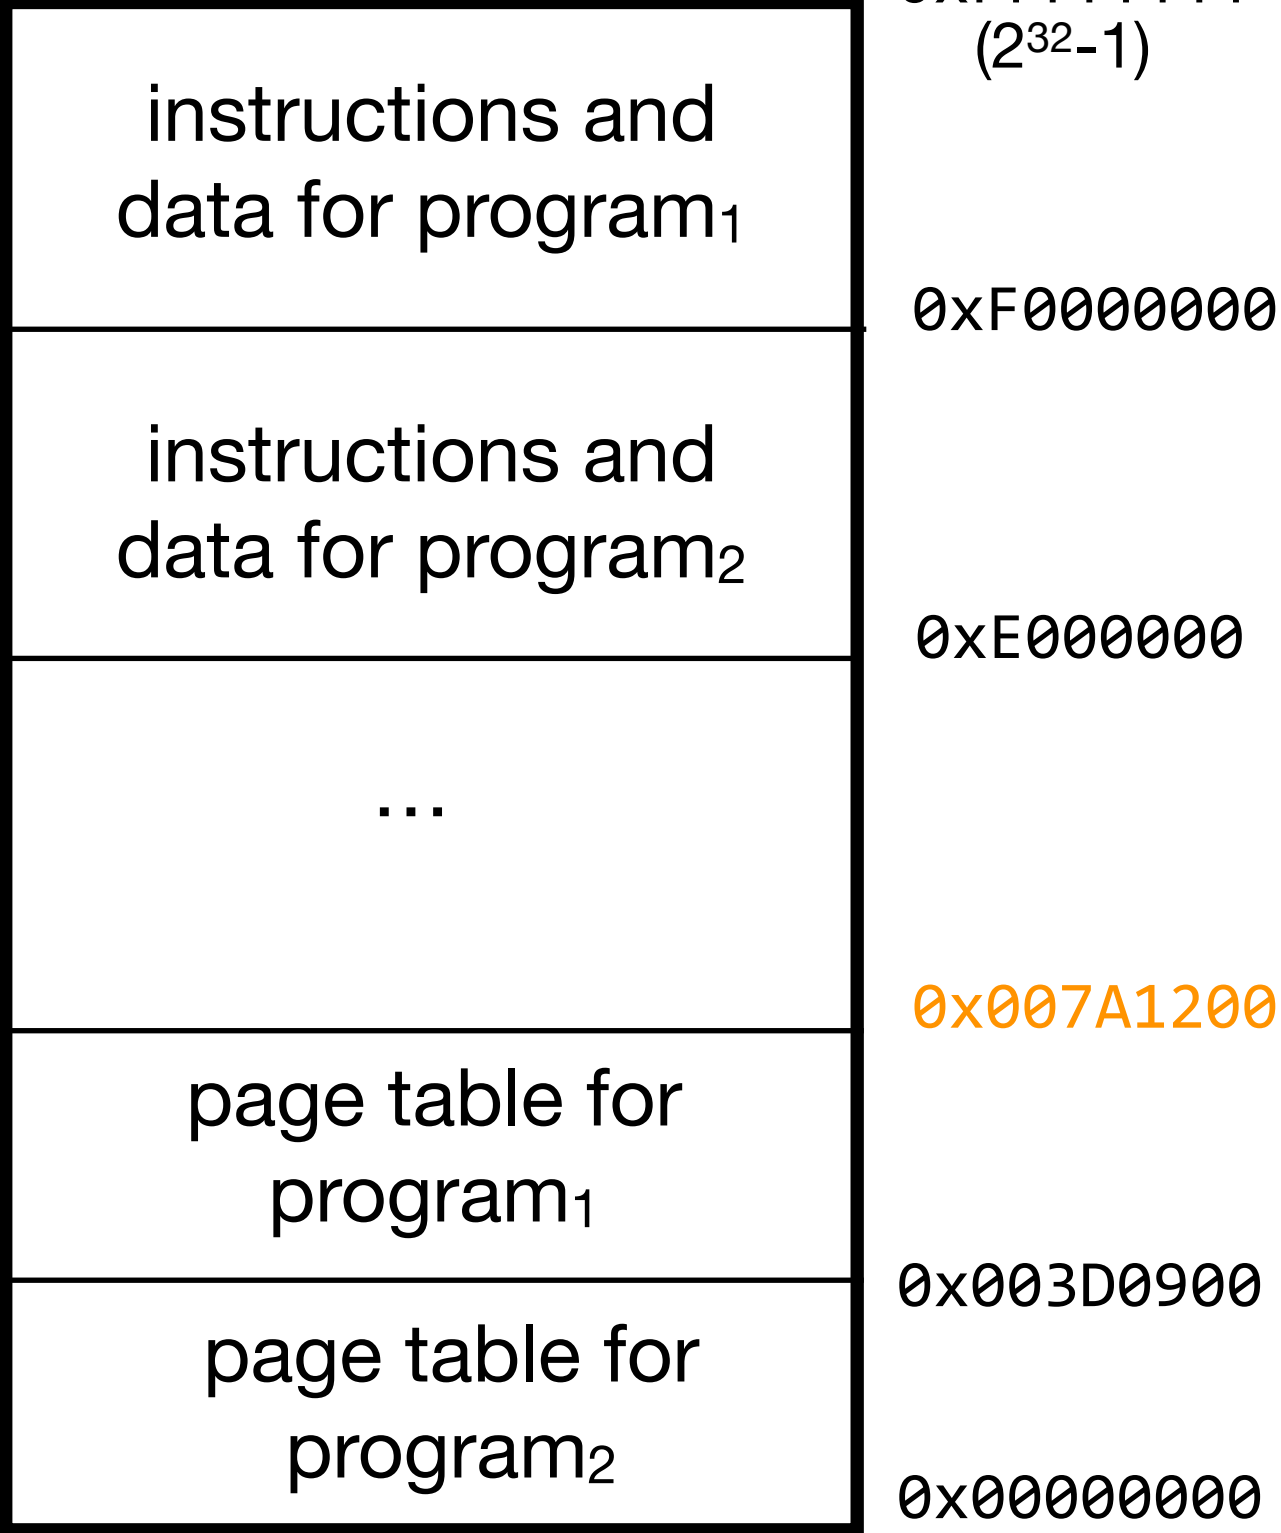 (2³²-1)
instructions and
data for program₁
0xF0000000
instructions and
data for program₂
0xE000000
...
0x007A1200
page table for
program₁
0x003D0900
page table for
program₂
0x00000000